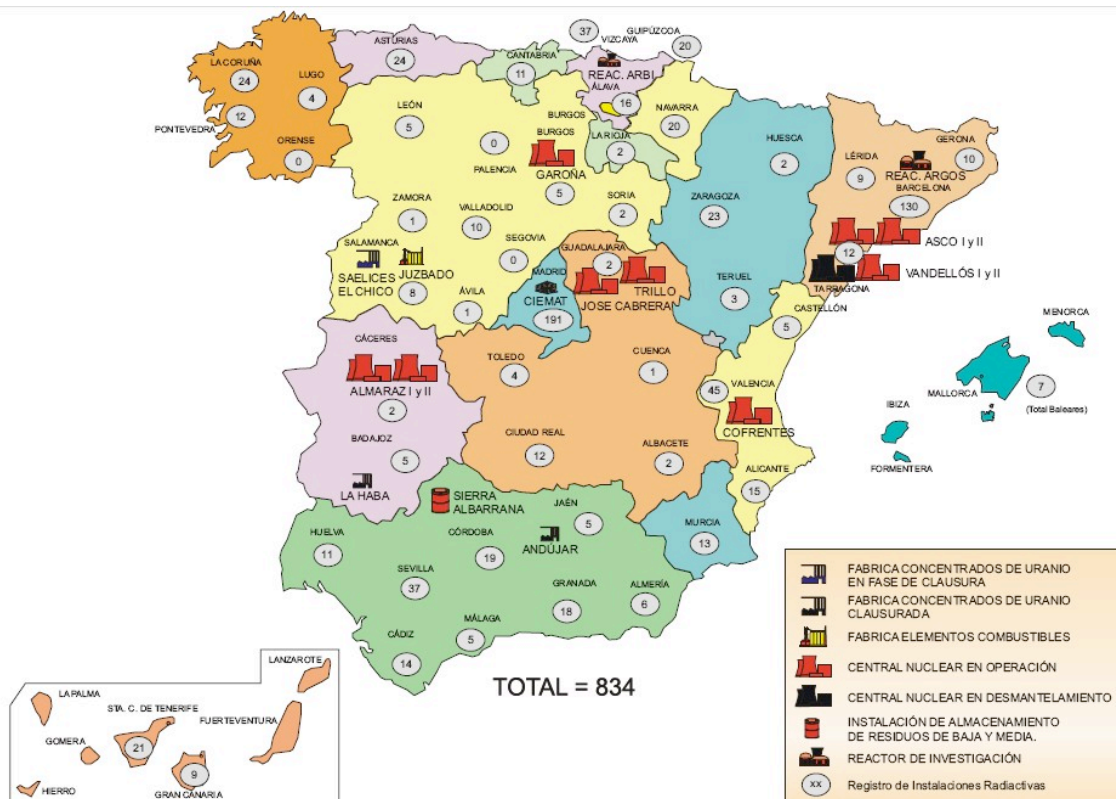 37
VIZCAYA
GUIPÚZCOA
20
ASTURIAS
24
CANTABRIA
11
REAC. ARBI
ÁLAVA
16
LA CORUÑA
24
LUGO
4
PONTEVEDRA
12
ORENSE
0
LEÓN
5
BURGOS
0
PALENCIA
BURGOS
GAROÑA
5
LA RIOJA
2
NAVARRA
20
HUESCA
2
LÉRIDA
9
GERONA
10
REAC. ARGOS
BARCELONA
130
ZAMORA
1
VALLADOLID
10
SORIA
2
ZARAGOZA
23
ASCO I y II
12
VANDELLÓS I y II
TARRAGONA
SALAMANCA
SAELICES
EL CHICO
JUZBADO
8
SEGOVIA
0
ÁVILA
1
MADRID
CIEMAT
191
GUADALAJARA
2
TRILLO
JOSE CABRERA
TERUEL
3
CASTELLÓN
5
MENORCA
MALLORCA
7
(Total Baleares)
IBIZA
FORMENTERA
CÁCERES
ALMARAZ I y II
2
TOLEDO
4
CUENCA
1
45
VALENCIA
COFRENTES
BADAJOZ
5
LA HABA
CIUDAD REAL
12
ALBACETE
2
ALICANTE
15
SIERRA
ALBARRANA
JAÉN
5
MURCIA
13
HUELVA
11
CÓRDOBA
19
ANDÚJAR
SEVILLA
37
GRANADA
18
ALMERÍA
6
MÁLAGA
5
CÁDIZ
14
TOTAL = 834
LANZAROTE
LA PALMA
STA. C. DE TENERIFE
21
FUERTEVENTURA
GOMERA
HIERRO
9
GRAN CANARIA
FABRICA CONCENTRADOS DE URANIO
EN FASE DE CLAUSURA
FABRICA CONCENTRADOS DE URANIO
CLAUSURADA
FABRICA ELEMENTOS COMBUSTIBLES
CENTRAL NUCLEAR EN OPERACIÓN
CENTRAL NUCLEAR EN DESMANTELAMIENTO
INSTALACIÓN DE ALMACENAMIENTO
DE RESIDUOS DE BAJA Y MEDIA.
REACTOR DE INVESTIGACIÓN
xx
Registro de Instalaciones Radiactivas